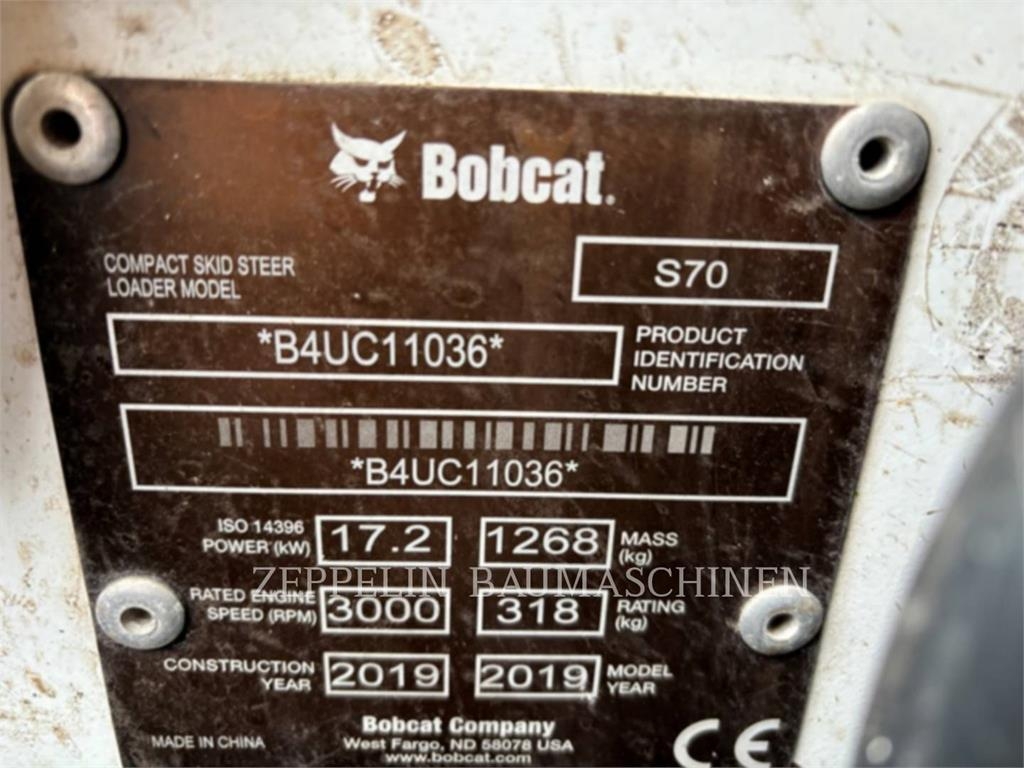 Bobcat.
COMPACT SKID STEER
LOADER MODEL
S70
*B4UC11036*
PRODUCT
IDENTIFICATION
NUMBER
*B4UC11036*
ISO 14396
POWER (kW)
17.2
1268
MASS
(kg)
ZEPPELIN BAUMASCHINEN
RATED ENGINE
SPEED (RPM)
3000
318
RATING
(kg)
CONSTRUCTION
YEAR
2019
2019
MODEL
YEAR
Bobcat Company
West Fargo, ND 58078 USA
www.bobcat.com
MADE IN CHINA
CE